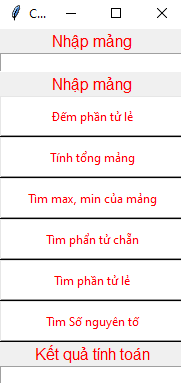 C...
Nhập mảng
Nhập mảng
Đếm phần tử lẻ
Tính tổng mảng
Tìm max, min của mảng
Tìm phẩn tử chẵn
Tìm phần tử lẻ
Tìm Số nguyên tố
Kết quả tính toán